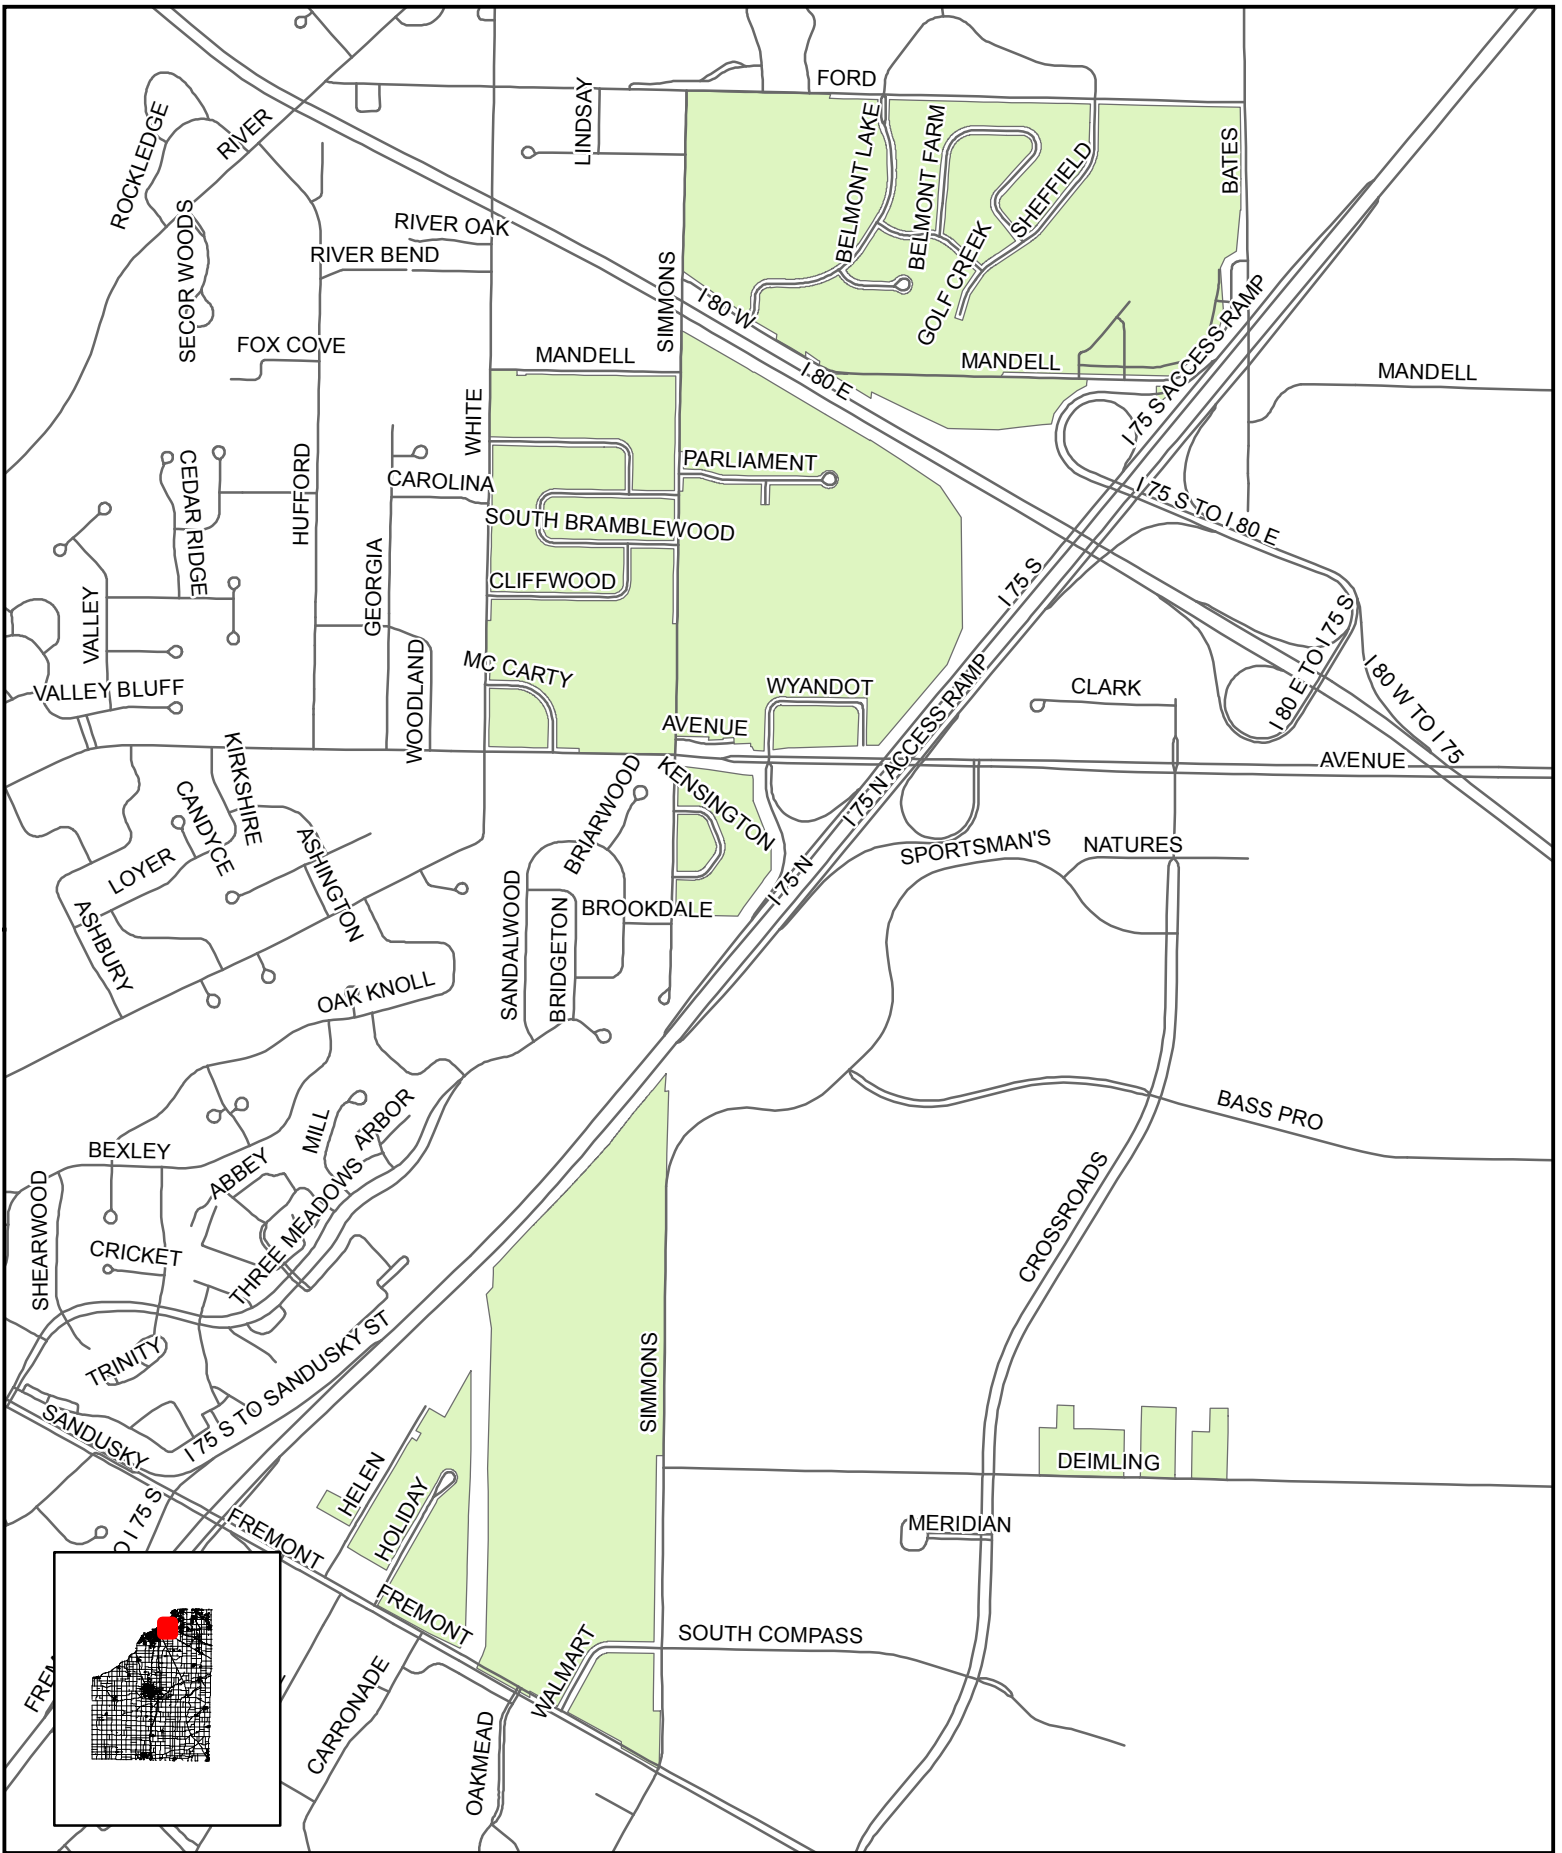 FORD
LINDSAY
ROCKLEDGE
RIVER
BELMONT LAKE
BELMONT FARM
SHEFFIELD
BATES
SECOR WOODS
RIVER OAK
RIVER BEND
SIMMONS
GOLF CREEK
I 80 W
I 75 S ACCESS RAMP
FOX COVE
MANDELL
I 80 E
MANDELL
MANDELL
WHITE
CEDAR RIDGE
HUFFORD
CAROLINA
PARLIAMENT
I 75 S TO I 80 E
SOUTH BRAMBLEWOOD
GEORGIA
CLIFFWOOD
I 75 S
VALLEY
I 80 E TO I 75 S
WOODLAND
MC CARTY
VALLEY BLUFF
WYANDOT
CLARK
I 80 W TO I 75
I 75 N ACCESS RAMP
AVENUE
KIRKSHIRE
AVENUE
KENSINGTON
BRIARWOOD
CANDYCE
LOYER
ASHINGTON
SPORTSMAN'S
NATURES
I 75 N
ASHBURY
SANDALWOOD
BRIDGETON
BROOKDALE
OAK KNOLL
MILL
ARBOR
BASS PRO
BEXLEY
ABBEY
SHEARWOOD
THREE MEADOWS
CROSSROADS
CRICKET
TRINITY
I 75 S TO SANDUSKY ST
SIMMONS
SANDUSKY
HELEN
HOLIDAY
DEIMLING
O I 75 S
FREMONT
MERIDIAN
FREMONT
SOUTH COMPASS
FREM
WALMART
CARRONADE
OAKMEAD